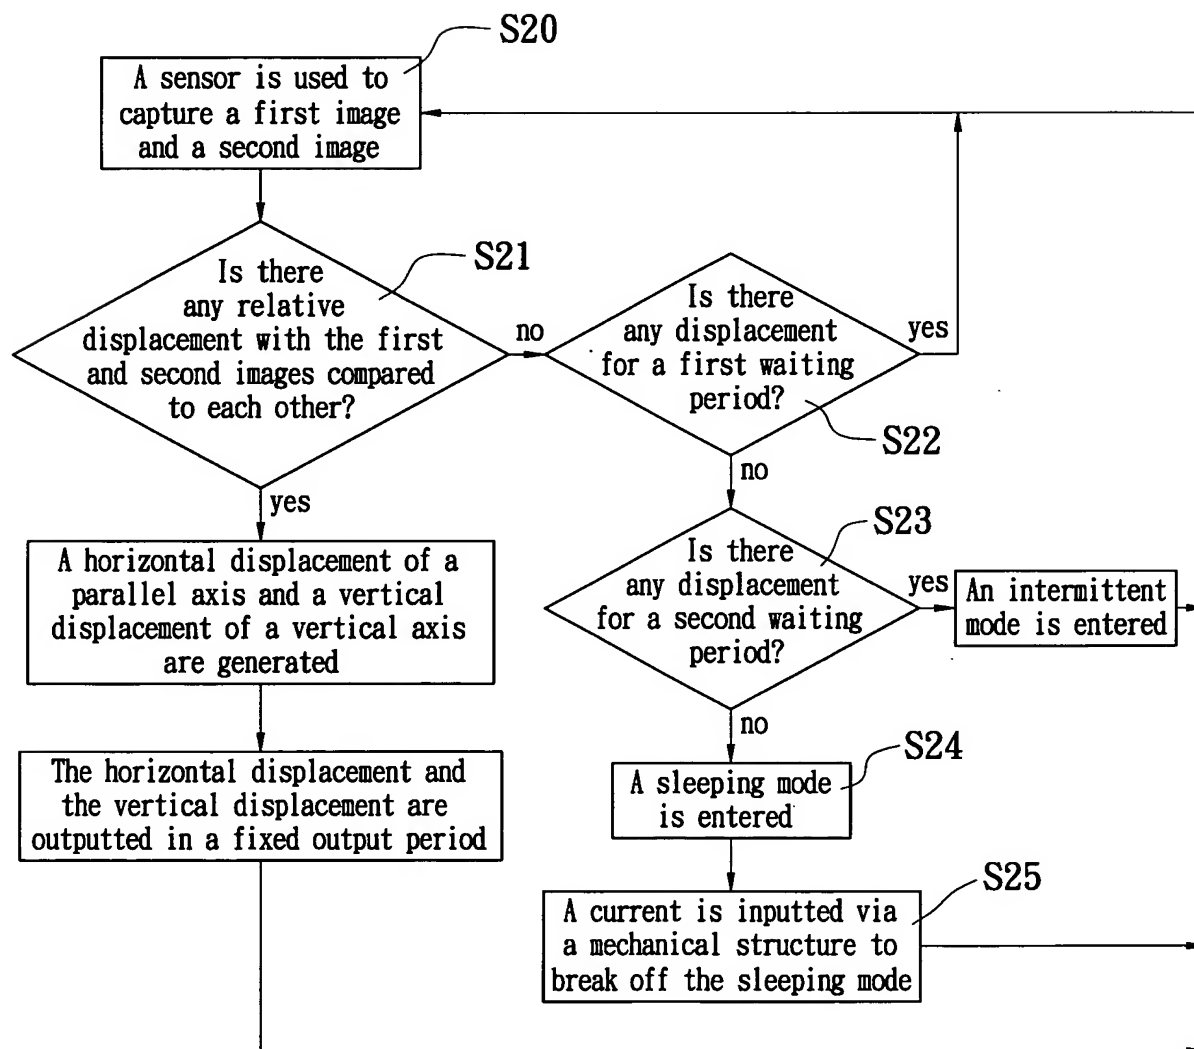 S20
A sensor is used to
capture a first image
and a second image
S21
Is there
any relative
displacement with the first
and second images compared
to each other?
no
yes
Is there
any displacement
for a first waiting
period?
yes
S22
no
S23
Is there
any displacement
for a second waiting
period?
yes
An intermittent
mode is entered
no
A horizontal displacement of a
parallel axis and a vertical
displacement of a vertical axis
are generated
The horizontal displacement and
the vertical displacement are
outputted in a fixed output period
S24
A sleeping mode
is entered
S25
A current is inputted via
a mechanical structure to
break off the sleeping mode